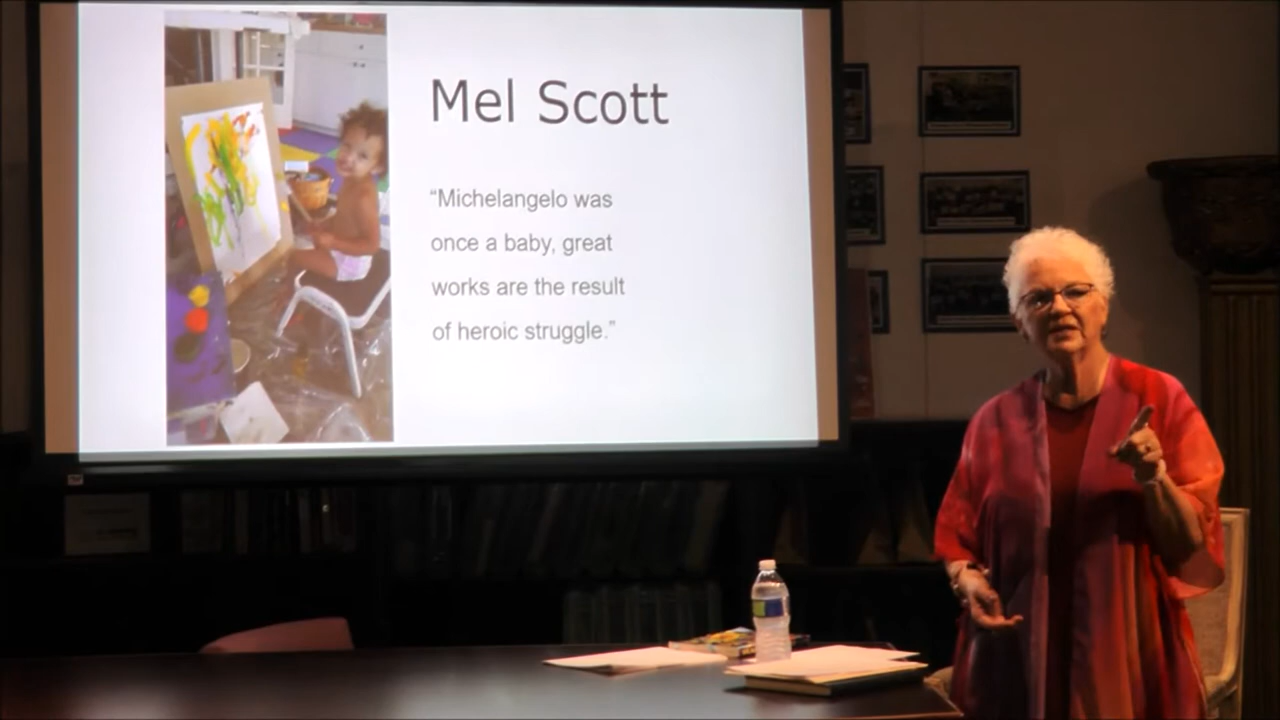 Mel Scott
“Michelangelo was
once a baby, great
works are the result
of heroic struggle.”